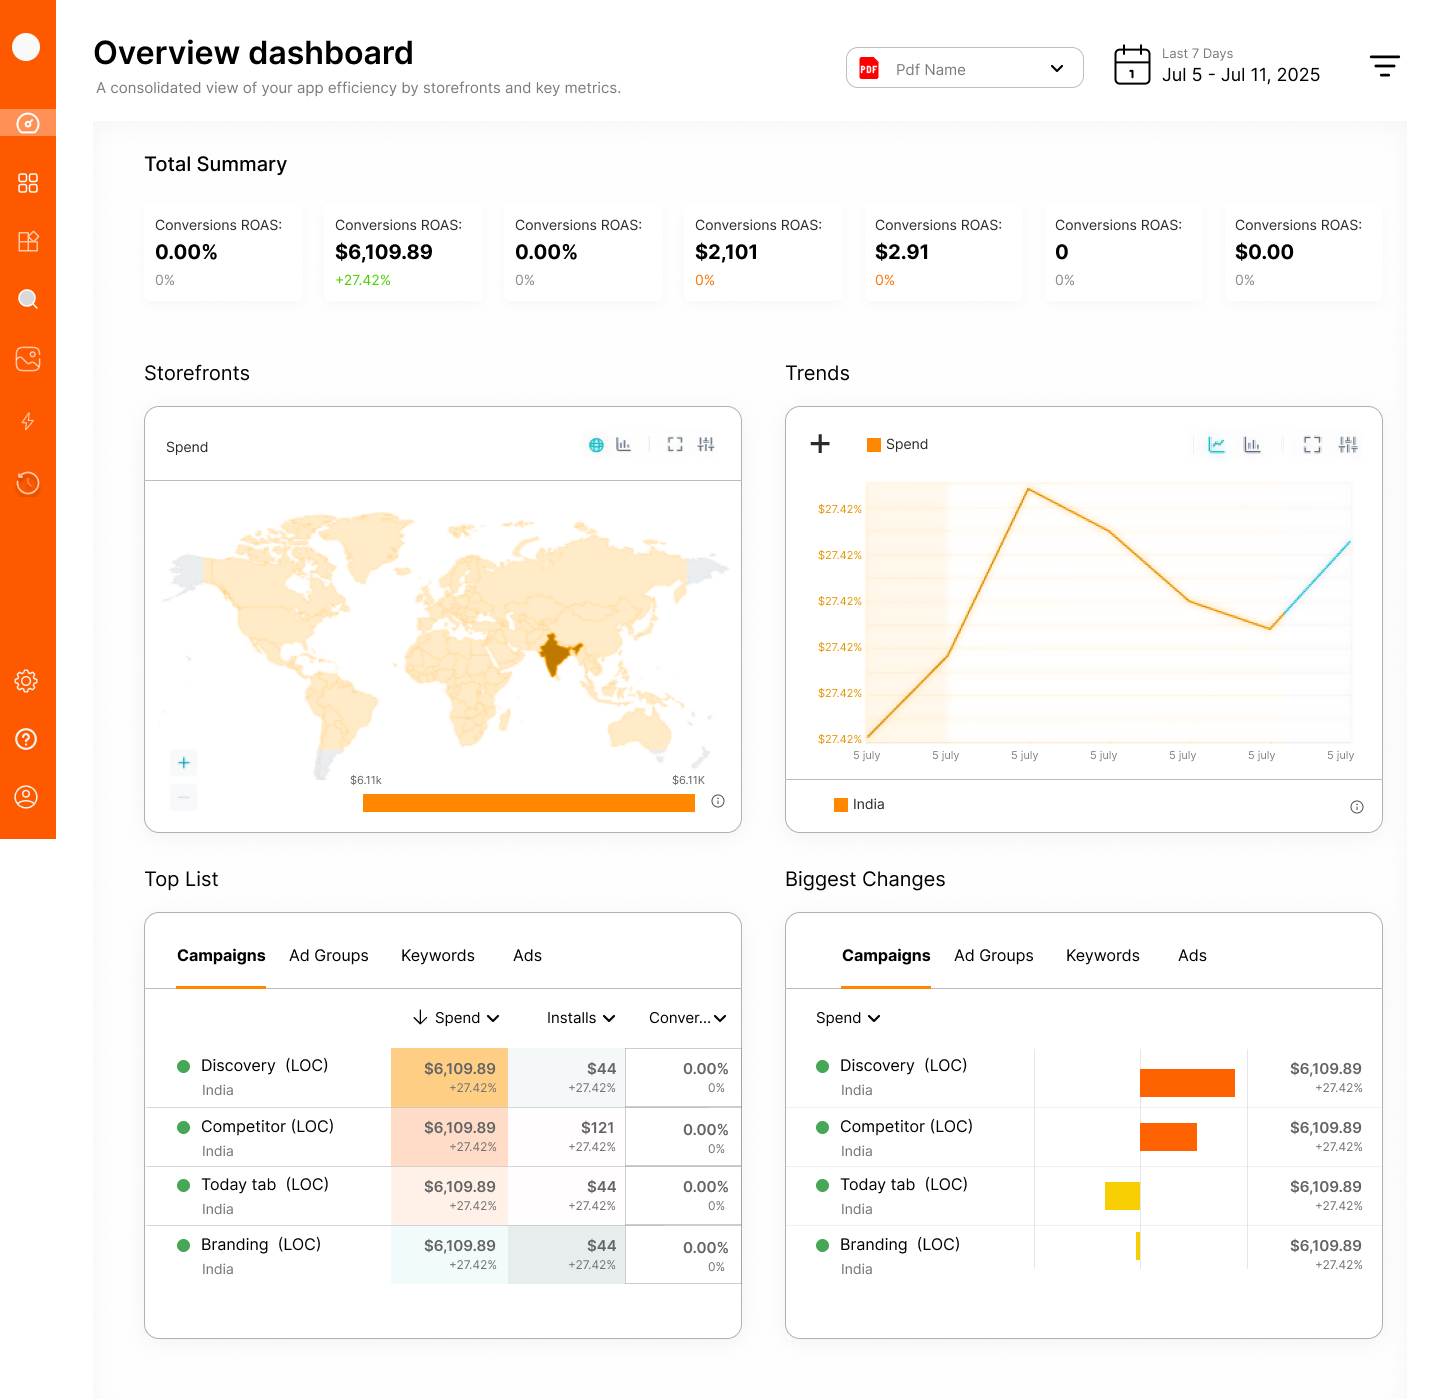 Overview dashboard
A consolidated view of your app efficiency by storefronts and key metrics.
PDF
Pdf Name
1
Last 7 Days
Jul 5 - Jul 11, 2025
Total Summary
Conversions ROAS:
0.00%
0%
Conversions ROAS:
$6,109.89
+27.42%
Conversions ROAS:
0.00%
0%
Conversions ROAS:
$2,101
0%
Conversions ROAS:
$2.91
0%
Conversions ROAS:
0
0%
Conversions ROAS:
$0.00
0%
Storefronts
Spend
$6.11k
$6.11K
Trends
Spend
$27.42%
$27.42%
$27.42%
$27.42%
$27.42%
$27.42%
5 july 5 july 5 july 5 july 5 july 5 july 5 july
India
Top List
Campaigns Ad Groups Keywords Ads
Spend Installs Conver...
Discovery (LOC) $6,109.89 $44 0.00%
India +27.42% +27.42% 0%
Competitor (LOC) $6,109.89 $121 0.00%
India +27.42% +27.42% 0%
Today tab (LOC) $6,109.89 $44 0.00%
India +27.42% +27.42% 0%
Branding (LOC) $6,109.89 $44 0.00%
India +27.42% +27.42% 0%
Biggest Changes
Campaigns Ad Groups Keywords Ads
Spend
Discovery (LOC) $6,109.89
India +27.42%
Competitor (LOC) $6,109.89
India +27.42%
Today tab (LOC) $6,109.89
India +27.42%
Branding (LOC) $6,109.89
India +27.42%